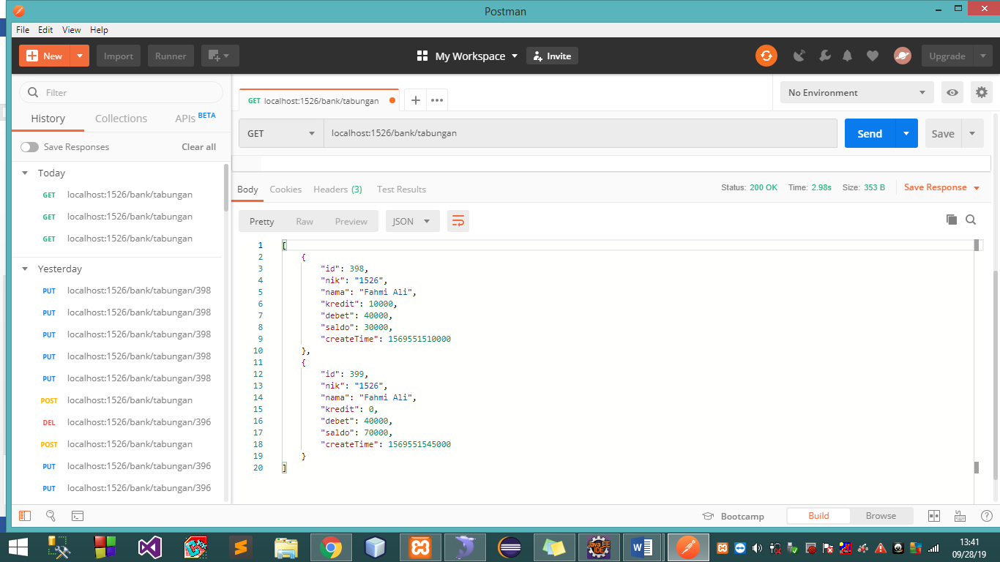 Postman
File Edit View Help
New Import Runner My Workspace Invite Upgrade
Filter
History Collections APIs BETA
Save Responses Clear all
Today
GET localhost:1526/bank/tabungan
GET localhost:1526/bank/tabungan
GET localhost:1526/bank/tabungan
Yesterday
PUT localhost:1526/bank/tabungan/398
PUT localhost:1526/bank/tabungan/398
PUT localhost:1526/bank/tabungan/398
PUT localhost:1526/bank/tabungan/398
PUT localhost:1526/bank/tabungan/398
POST localhost:1526/bank/tabungan
DEL localhost:1526/bank/tabungan/396
POST localhost:1526/bank/tabungan
PUT localhost:1526/bank/tabungan/396
PUT localhost:1526/bank/tabungan/396
GET localhost:1526/bank/tabungan
No Environment
GET localhost:1526/bank/tabungan Send Save
Body Cookies Headers (3) Test Results Status: 200 OK Time: 2.98s Size: 353 B Save Response
Pretty Raw Preview JSON
1 [
2 {
3 "id": 398,
4 "nik": "1526",
5 "nama": "Fahmi Ali",
6 "kredit": 10000,
7 "debet": 40000,
8 "saldo": 30000,
9 "createTime": 1569551510000
10 },
11 {
12 "id": 399,
13 "nik": "1526",
14 "nama": "Fahmi Ali",
15 "kredit": 0,
16 "debet": 40000,
17 "saldo": 70000,
18 "createTime": 1569551545000
19 }
20 ]
Bootcamp Build Browse
Java EE
IDE
13:41
09/28/19